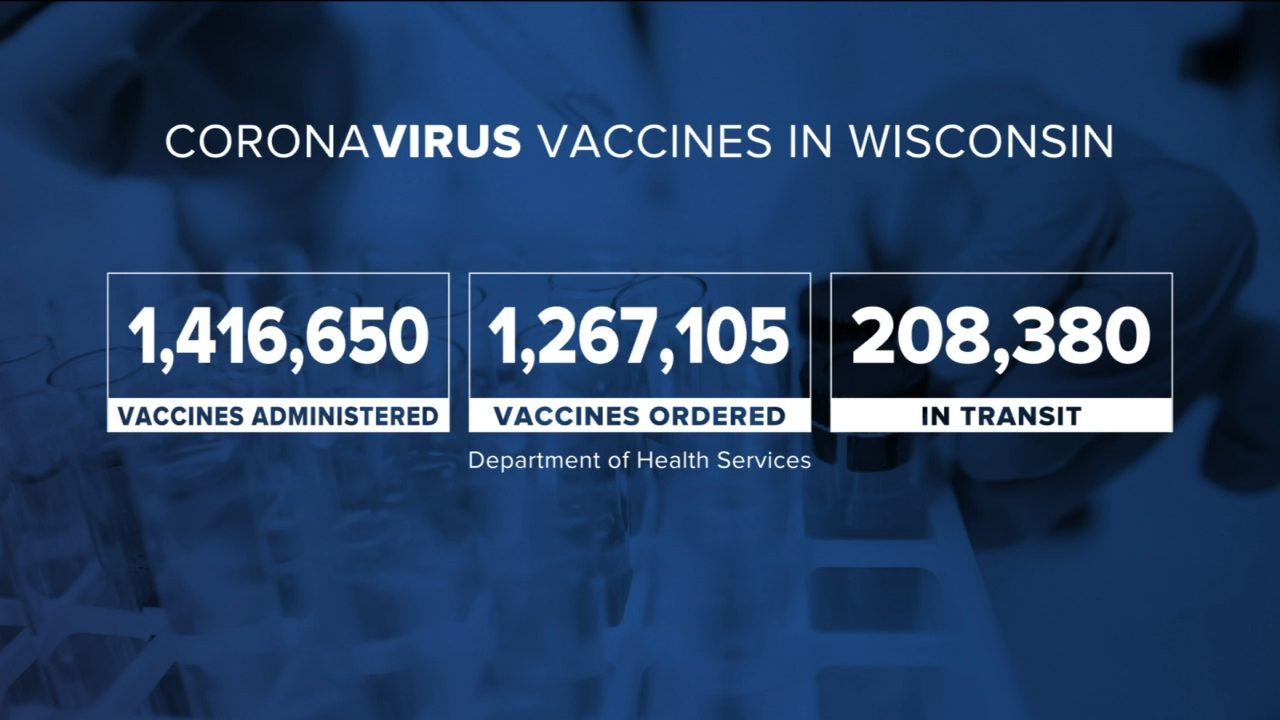 CORONAVIRUS VACCINES IN WISCONSIN
1,416,650
VACCINES ADMINISTERED
1,267,105
VACCINES ORDERED
208,380
IN TRANSIT
Department of Health Services